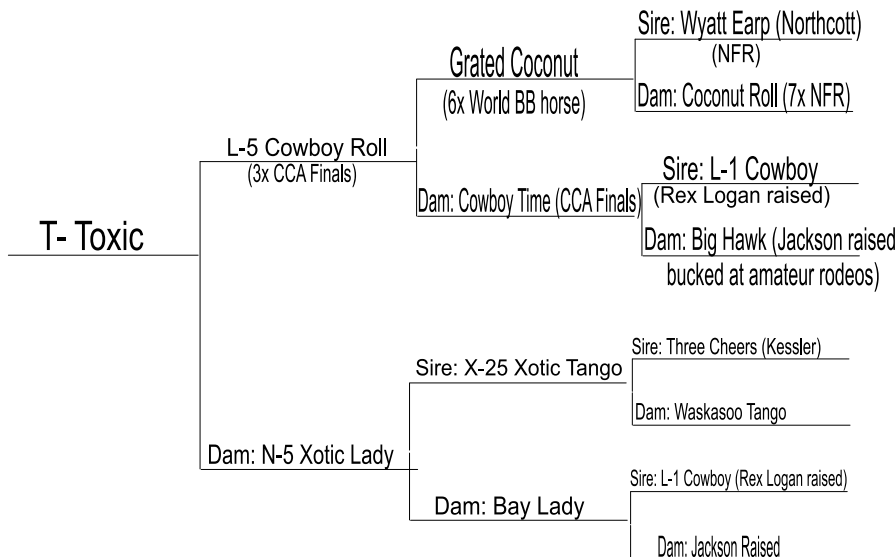 Sire: Wyatt Earp (Northcott)
(NFR)
Grated Coconut
(6x World BB horse)
Dam: Coconut Roll (7x NFR)
L-5 Cowboy Roll
(3x CCA Finals)
Sire: L-1 Cowboy
(Rex Logan raised)
Dam: Cowboy Time (CCA Finals)
T- Toxic
Dam: Big Hawk (Jackson raised
bucked at amateur rodeos)
Sire: Three Cheers (Kessler)
Sire: X-25 Xotic Tango
Dam: Waskasoo Tango
Dam: N-5 Xotic Lady
Sire: L-1 Cowboy (Rex Logan raised)
Dam: Bay Lady
Dam: Jackson Raised